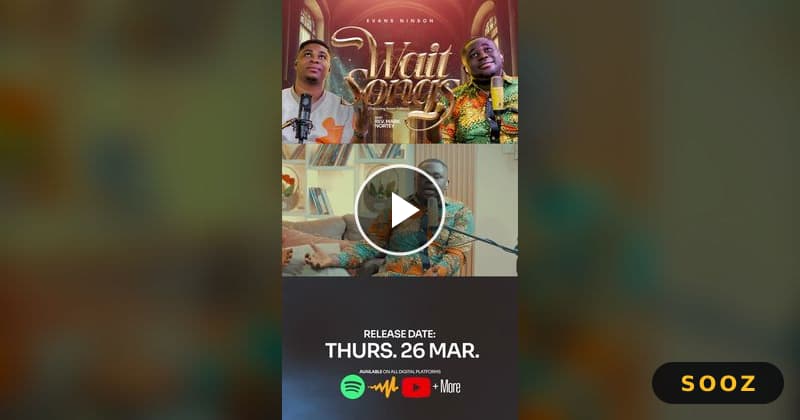 EVANS NINSON
Wait
Songs
REV. MARK
NORTEY
RELEASE DATE:
THURS. 26 MAR.
AVAILABLE ON ALL DIGITAL PLATFORMS
+ More
SOOZ